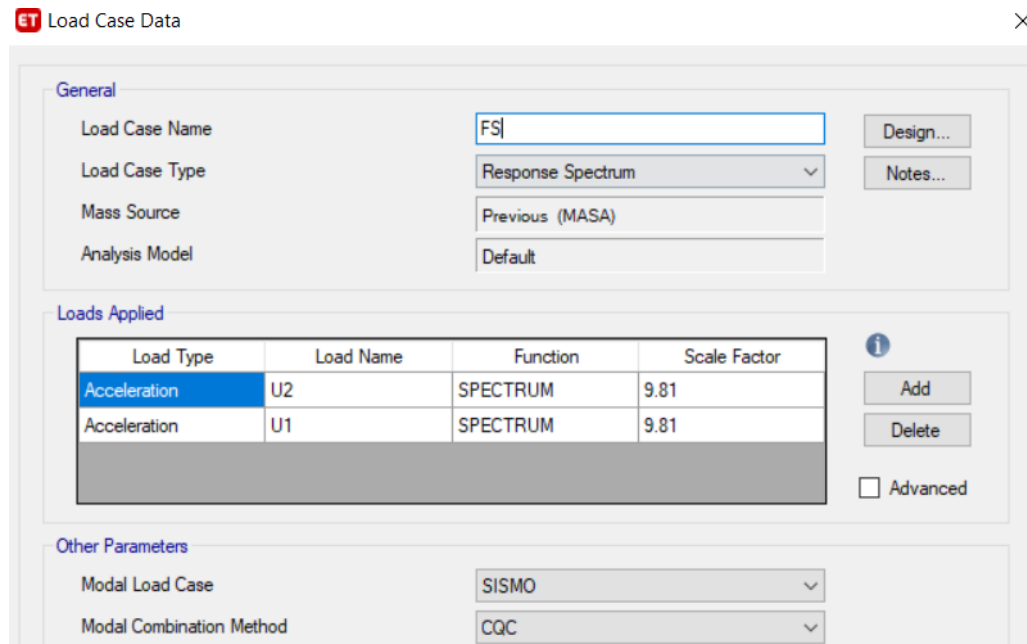 ET Load Case Data
General
Load Case Name FS Design...
Load Case Type Response Spectrum Notes...
Mass Source Previous (MASA)
Analysis Model Default
Loads Applied
Load Type Load Name Function Scale Factor
Acceleration U2 SPECTRUM 9.81 Add
Acceleration U1 SPECTRUM 9.81 Delete
Advanced
Other Parameters
Modal Load Case SISMO
Modal Combination Method CQC